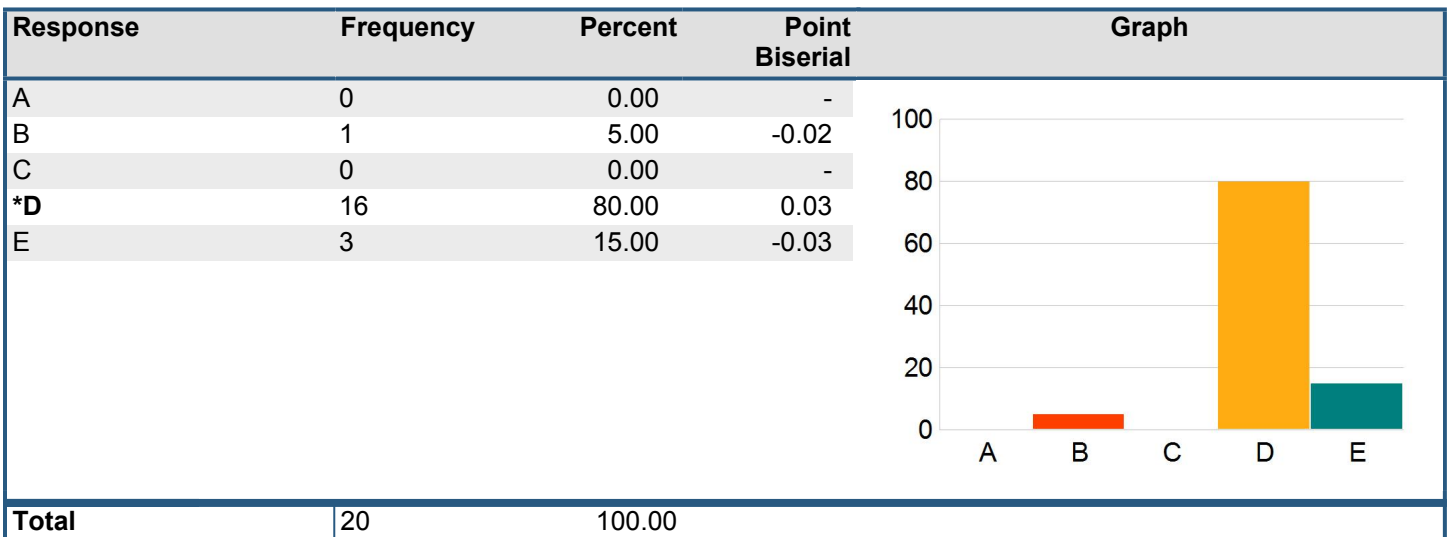 Response Frequency Percent Point Biserial Graph
A 0 0.00 -
B 1 5.00 -0.02
C 0 0.00 -
*D 16 80.00 0.03
E 3 15.00 -0.03
100
80
60
40
20
0
A B C D E
Total 20 100.00